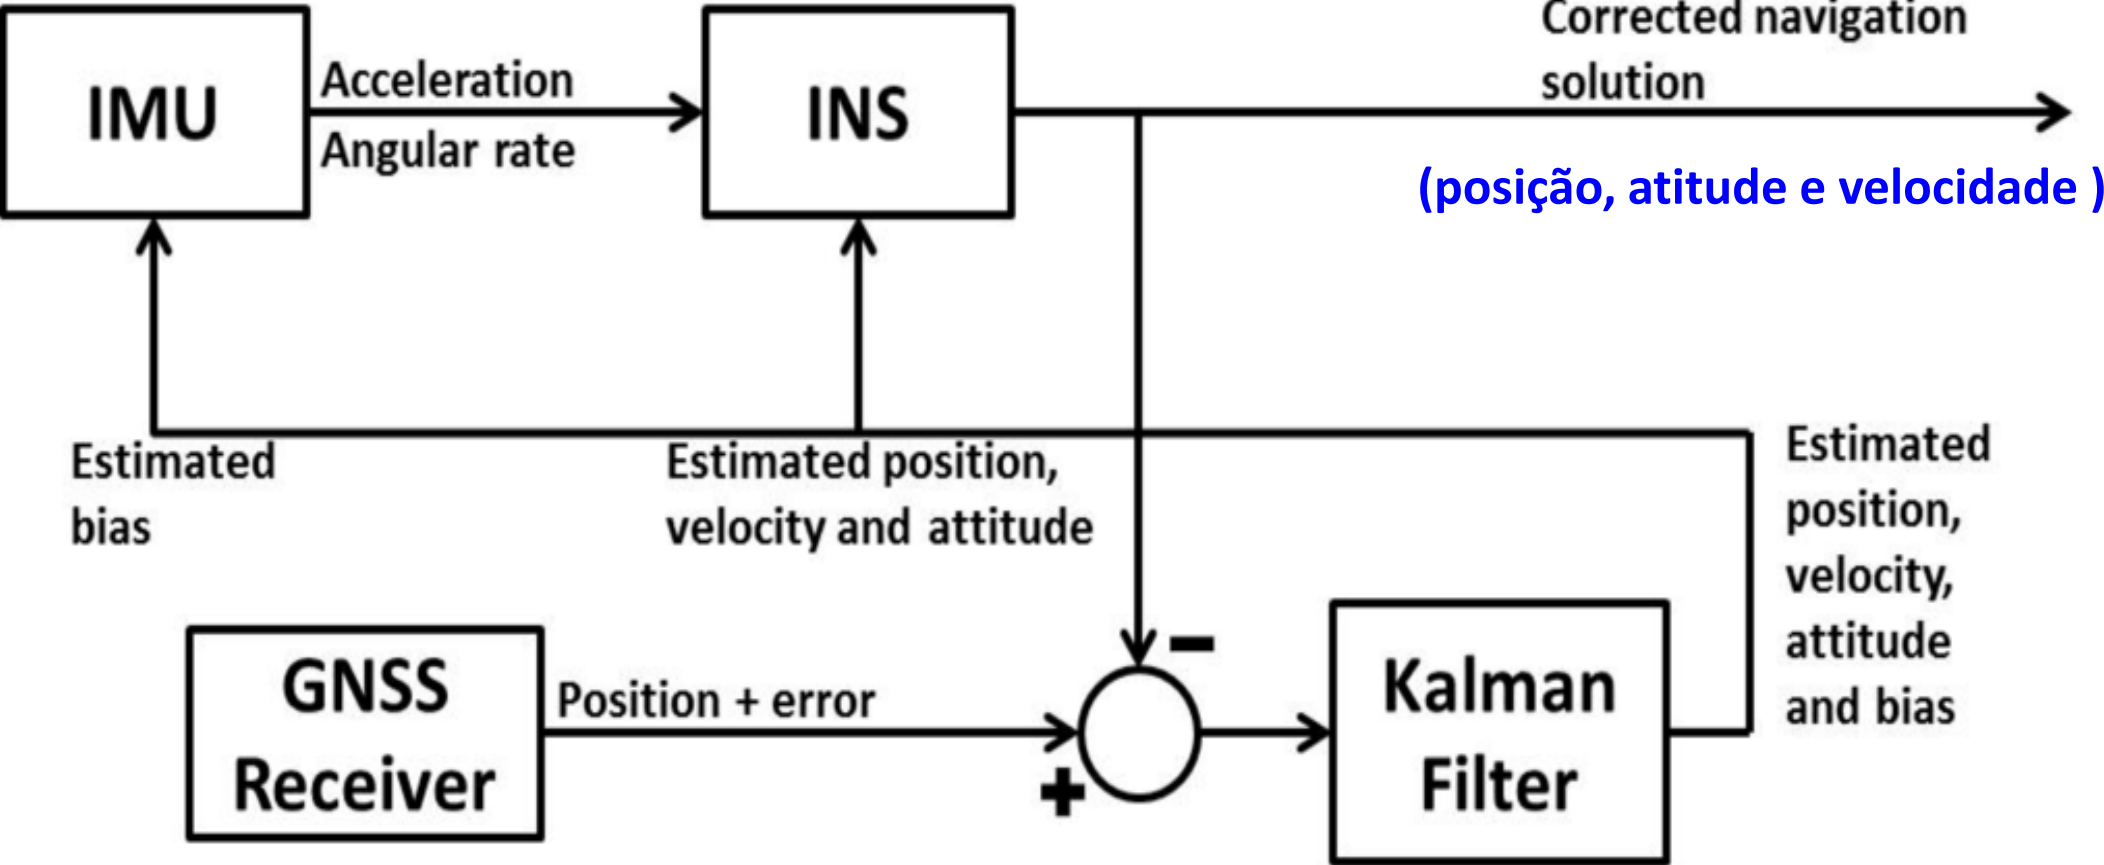 Corrected navigation
solution
IMU
Acceleration
Angular rate
INS
(posição, atitude e velocidade )
Estimated
bias
Estimated position,
velocity and attitude
Estimated
position,
velocity,
attitude
and bias
GNSS
Receiver
Position + error
-
+
Kalman
Filter